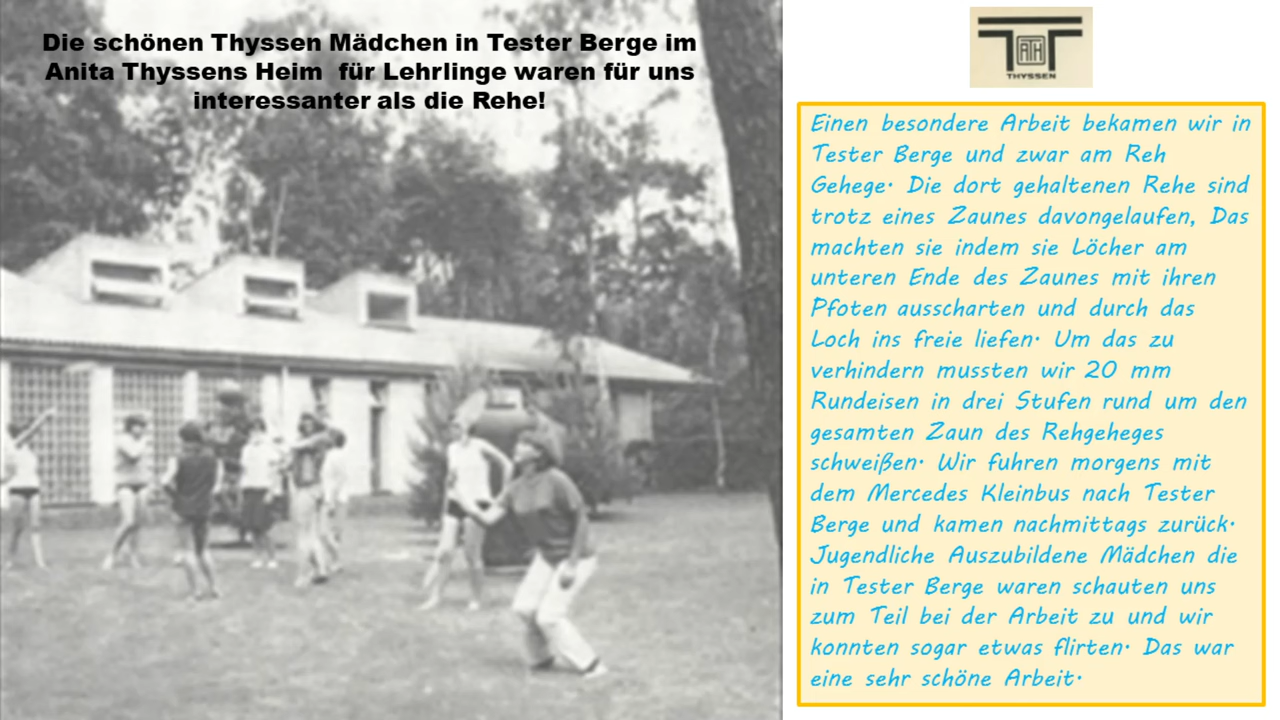 Die schönen Thyssen Mädchen in Tester Berge im
Anita Thyssens Heim für Lehrlinge waren für uns
interessanter als die Rehe!
ATH
THYSSEN
Einen besondere Arbeit bekamen wir in
Tester Berge und zwar am Reh
Gehege. Die dort gehaltenen Rehe sind
trotz eines Zaunes davongelaufen, Das
machten sie indem sie Löcher am
unteren Ende des Zaunes mit ihren
Pfoten ausscharten und durch das
Loch ins freie liefen. Um das zu
verhindern mussten wir 20 mm
Rundeisen in drei Stufen rund um den
gesamten Zaun des Rehgeheges
schweißen. Wir fuhren morgens mit
dem Mercedes Kleinbus nach Tester
Berge und kamen nachmittags zurück.
Jugendliche Auszubildene Mädchen die
in Tester Berge waren schauten uns
zum Teil bei der Arbeit zu und wir
konnten sogar etwas flirten. Das war
eine sehr schöne Arbeit.